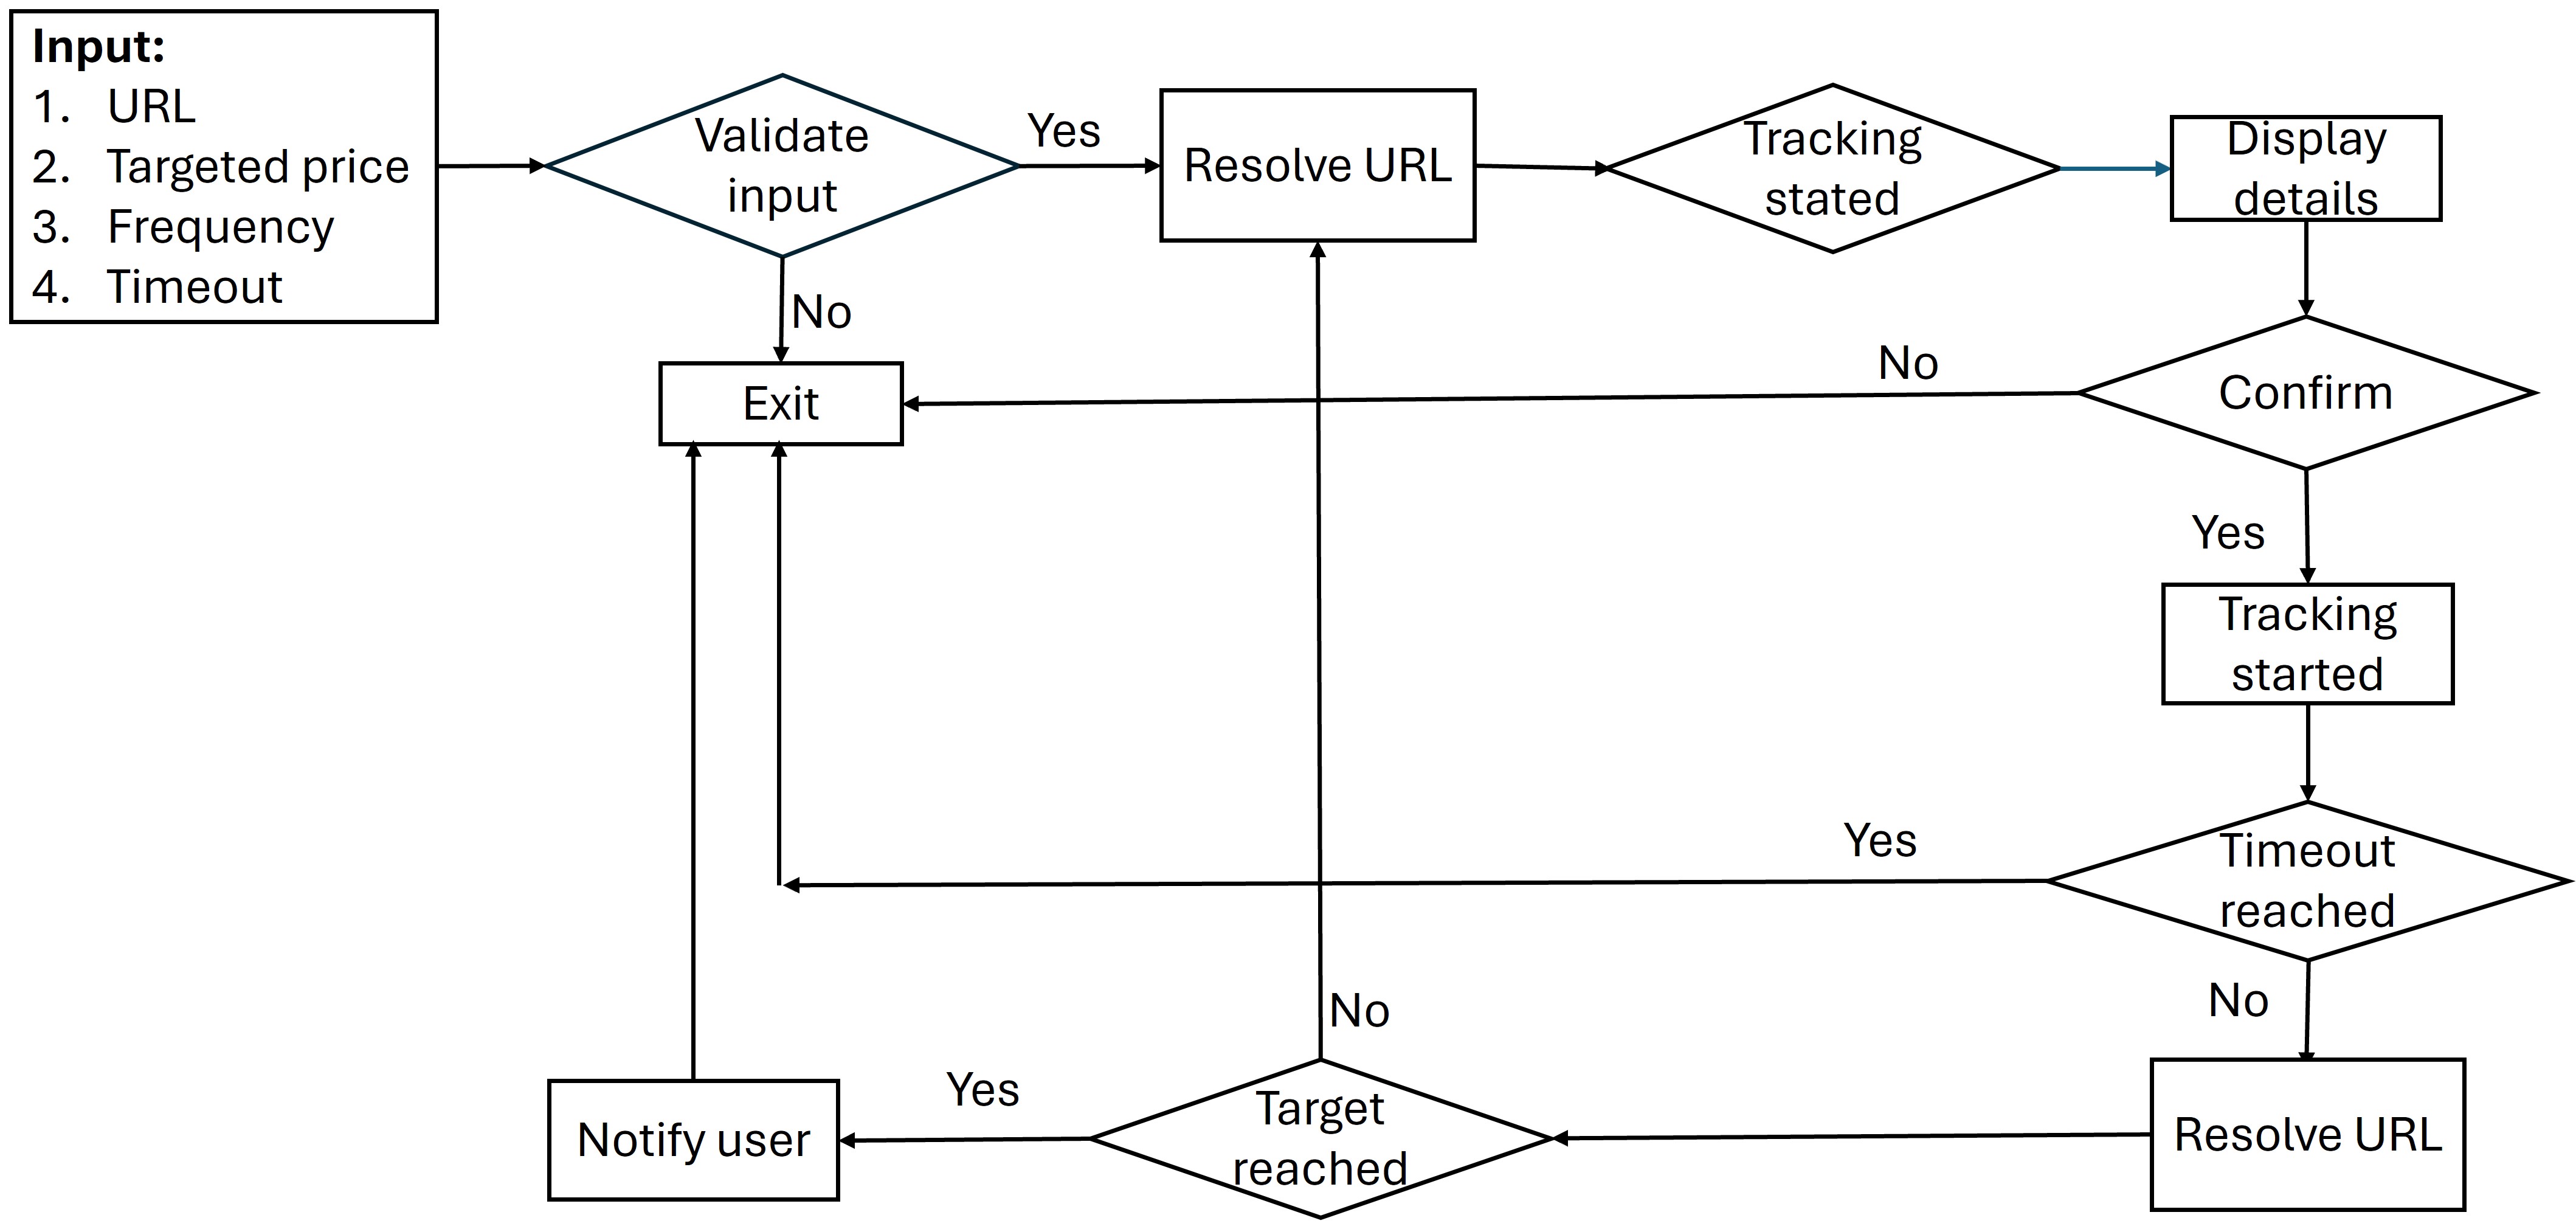 Input:
1. URL
2. Targeted price
3. Frequency
4. Timeout
Validate
input
Yes
Resolve URL
Tracking
stated
Display
details
No
Exit
No
Confirm
Yes
Tracking
started
Yes
Timeout
reached
No
No
Resolve URL
Target
reached
Yes
Notify user